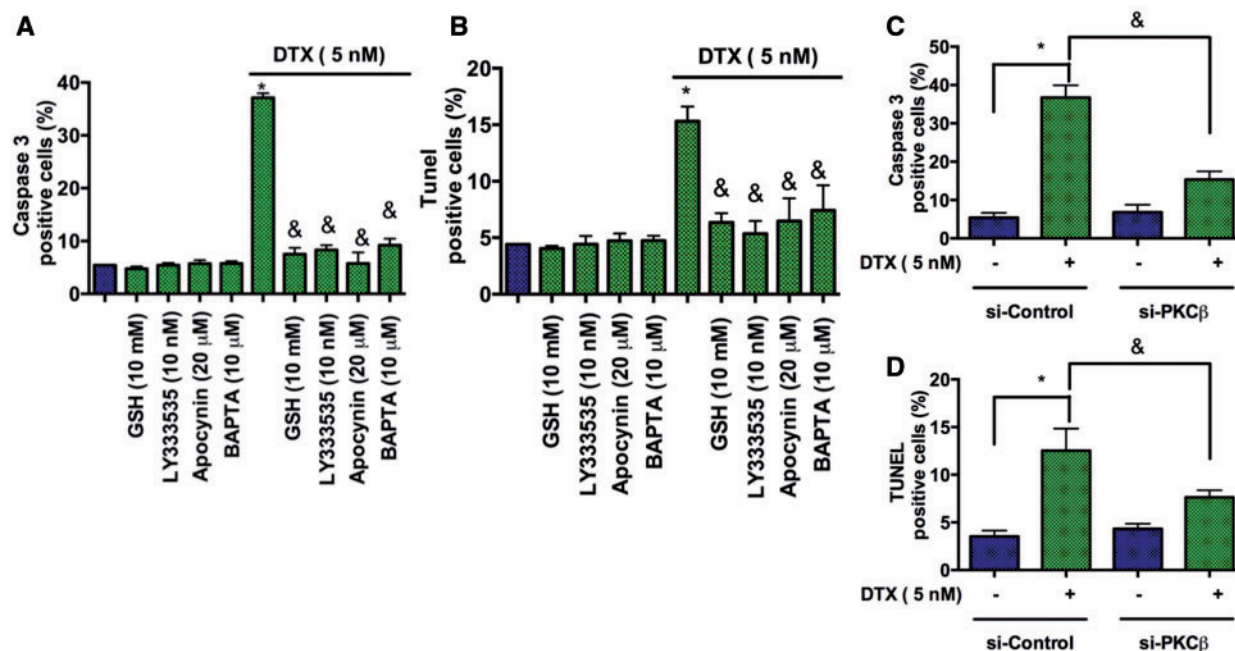 A
DTX ( 5 nM)
Caspase 3
positive cells (%)
40
30
20
10
0
*
&
&
&
&
GSH (10 mM)
LY333535 (10 nM)
Apocynin (20 μM)
BAPTA (10 μM)
GSH (10 mM)
LY333535 (10 nM)
Apocynin (20 μM)
BAPTA (10 μM)
B
DTX ( 5 nM)
Tunel
positive cells (%)
20
15
10
5
0
*
&
&
&
&
GSH (10 mM)
LY333535 (10 nM)
Apocynin (20 μM)
BAPTA (10 μM)
GSH (10 mM)
LY333535 (10 nM)
Apocynin (20 μM)
BAPTA (10 μM)
C
Caspase 3
positive cells (%)
50
40
30
20
10
0
*
&
DTX ( 5 nM) - + - +
si-Control si-PKCβ
D
TUNEL
positive cells (%)
20
15
10
5
0
*
&
DTX ( 5 nM) - + - +
si-Control si-PKCβ